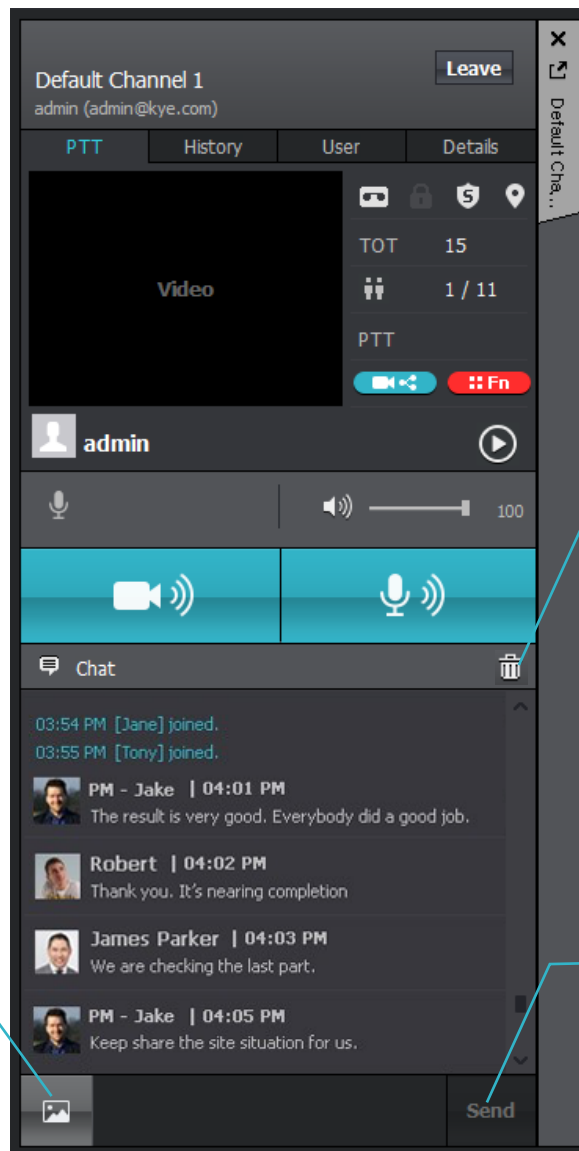 Default Channel 1
Leave
admin (admin@kye.com)
Default Cha...
PTT History User Details
Video
S
TOT 15
1 / 11
PTT
Fn
admin
100
Chat
03:54 PM [Jane] joined.
03:55 PM [Tony] joined.
PM - Jake | 04:01 PM
The result is very good. Everybody did a good job.
Robert | 04:02 PM
Thank you. It's nearing completion
James Parker | 04:03 PM
We are checking the last part.
PM - Jake | 04:05 PM
Keep share the site situation for us.
Send